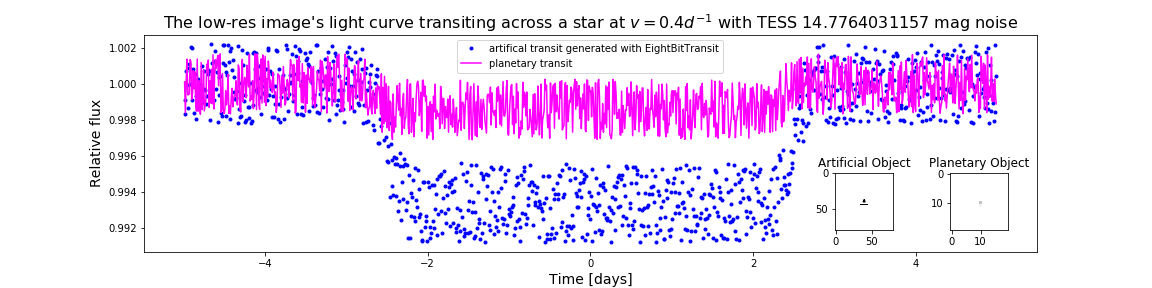 The low-res image's light curve transiting across a star at v = 0.4d⁻¹ with TESS 14.7764031157 mag noise
artifical transit generated with EightBitTransit
planetary transit
Relative flux
1.002
1.000
0.998
0.996
0.994
0.992
Artificial Object
0
50
0 50
Planetary Object
0
10
0 10
−4 −2 0 2 4
Time [days]